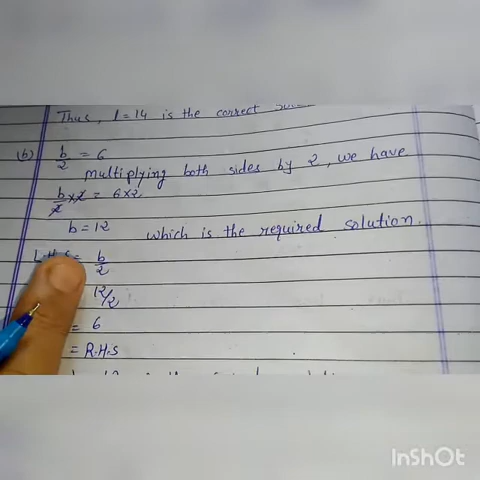 Thus, l = 14 is the correct
(b) b/2 = 6
multiplying both sides by 2, we have
b/2 × 2 = 6 × 2
b = 12 which is the required solution.
L.H.S = b/2
12/2
= 6
= R.H.S
InShOt